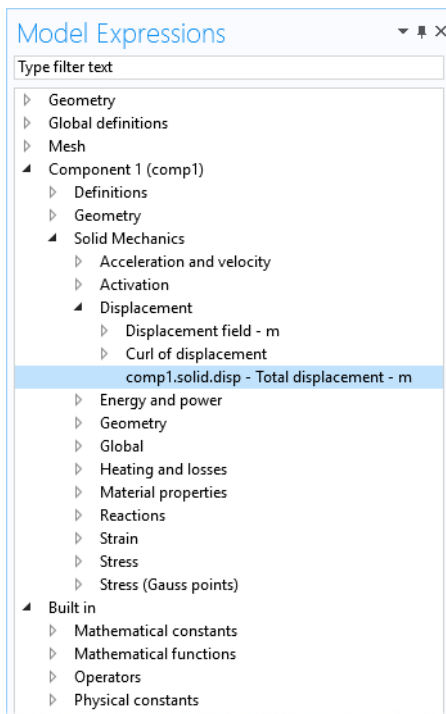 Model Expressions
Type filter text
Geometry
Global definitions
Mesh
Component 1 (comp1)
Definitions
Geometry
Solid Mechanics
Acceleration and velocity
Activation
Displacement
Displacement field - m
Curl of displacement
comp1.solid.disp - Total displacement - m
Energy and power
Geometry
Global
Heating and losses
Material properties
Reactions
Strain
Stress
Stress (Gauss points)
Built in
Mathematical constants
Mathematical functions
Operators
Physical constants